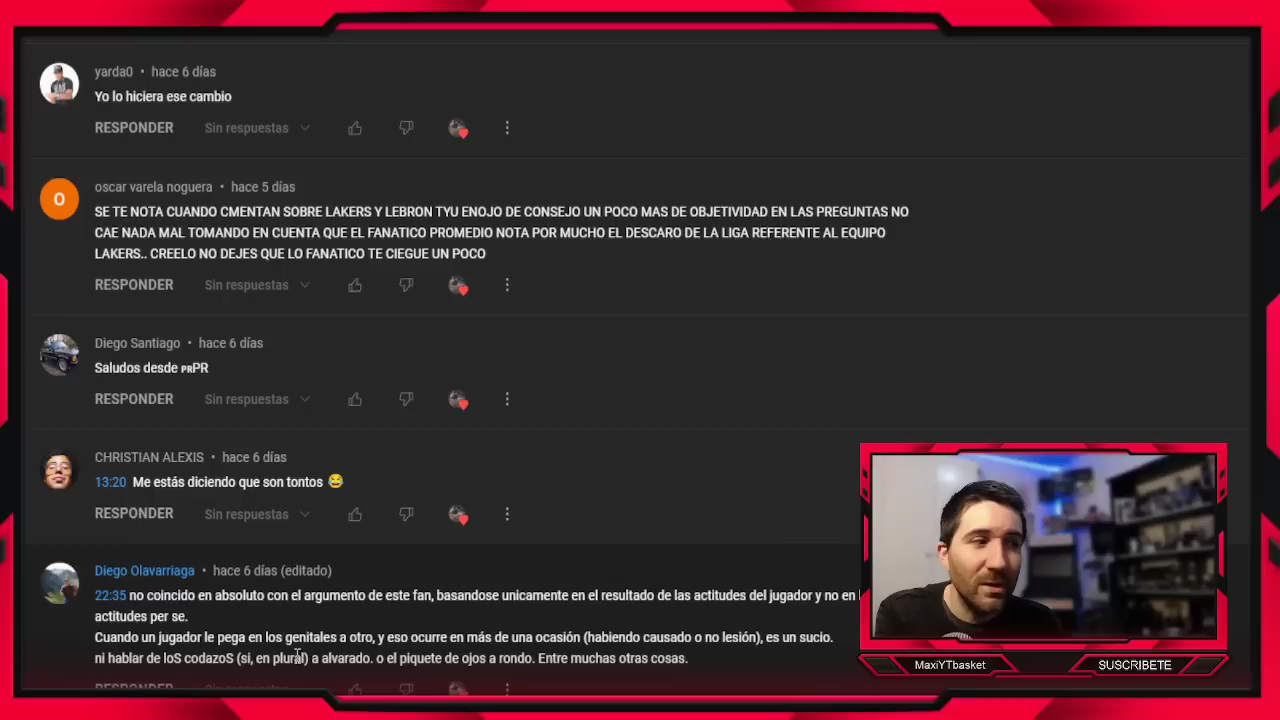 yarda0 • hace 6 días
Yo lo hiciera ese cambio
RESPONDER Sin respuestas
O
oscar varela noguera • hace 5 días
SE TE NOTA CUANDO CMENTAN SOBRE LAKERS Y LEBRON TYU ENOJO DE CONSEJO UN POCO MAS DE OBJETIVIDAD EN LAS PREGUNTAS NO
CAE NADA MAL TOMANDO EN CUENTA QUE EL FANATICO PROMEDIO NOTA POR MUCHO EL DESCARO DE LA LIGA REFERENTE AL EQUIPO
LAKERS.. CREELO NO DEJES QUE LO FANATICO TE CIEGUE UN POCO
RESPONDER Sin respuestas
Diego Santiago • hace 6 días
Saludos desde ᴘʀPR
RESPONDER Sin respuestas
CHRISTIAN ALEXIS • hace 6 días
13:20 Me estás diciendo que son tontos 😂
RESPONDER Sin respuestas
Diego Olavarriaga • hace 6 días (editado)
22:35 no coincido en absoluto con el argumento de este fan, basandose unicamente en el resultado de las actitudes del jugador y no en
actitudes per se.
Cuando un jugador le pega en los genitales a otro, y eso ocurre en más de una ocasión (habiendo causado o no lesión), es un sucio.
ni hablar de loS codazoS (si, en plural) a alvarado. o el piquete de ojos a rondo. Entre muchas otras cosas.
MaxiYTbasket
SUSCRIBETE